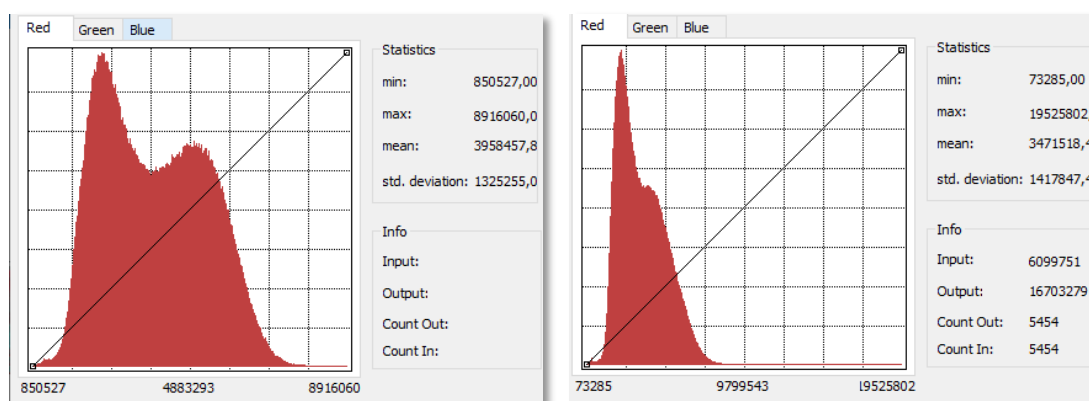 Red Green Blue
Statistics
min: 850527,00
max: 8916060,0
mean: 3958457,8
std. deviation: 1325255,0
Info
Input:
Output:
Count Out:
Count In:
850527 4883293 8916060
Red Green Blue
Statistics
min: 73285,00
max: 19525802,
mean: 3471518,4
std. deviation: 1417847,4
Info
Input: 6099751
Output: 16703279
Count Out: 5454
Count In: 5454
73285 9799543 19525802